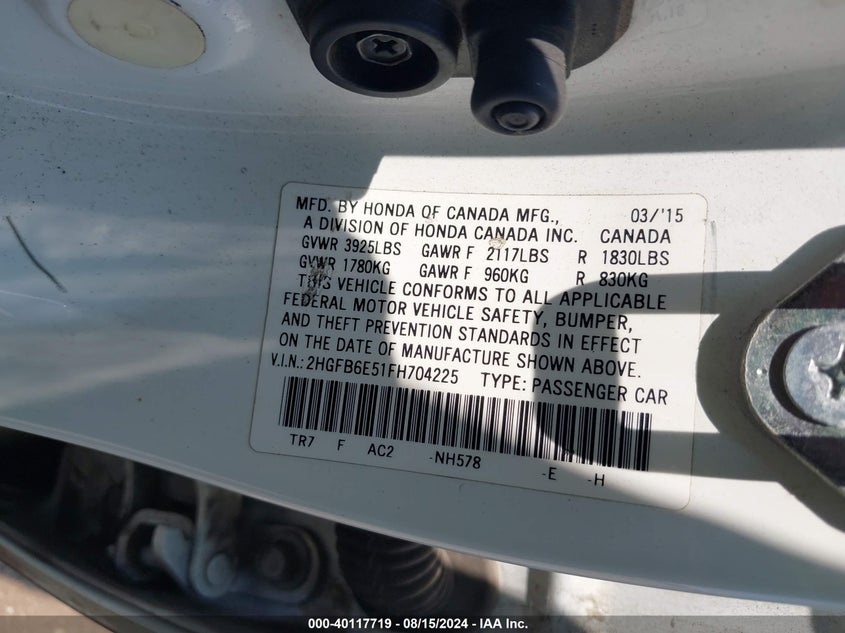 MFD. BY HONDA OF CANADA MFG., 03/'15
A DIVISION OF HONDA CANADA INC. CANADA
GVWR 3925LBS GAWR F 2117LBS R 1830LBS
GVWR 1780KG GAWR F 960KG R 830KG
THIS VEHICLE CONFORMS TO ALL APPLICABLE
FEDERAL MOTOR VEHICLE SAFETY, BUMPER,
AND THEFT PREVENTION STANDARDS IN EFFECT
ON THE DATE OF MANUFACTURE SHOWN ABOVE.
V.I.N.: 2HGFB6E51FH704225 TYPE: PASSENGER CAR
TR7 F AC2 -NH578 -E -H
000-40117719 — 08/15/2024 — IAA Inc.